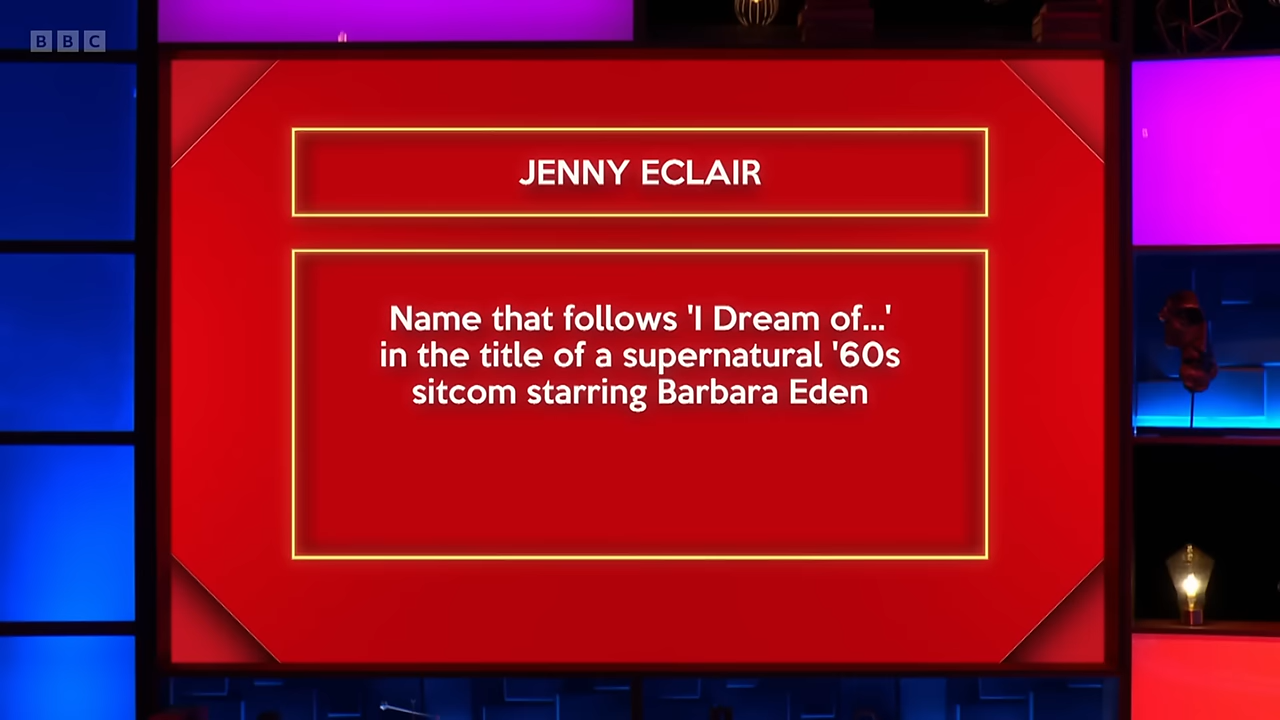 BBC
JENNY ECLAIR
Name that follows 'I Dream of...'
in the title of a supernatural '60s
sitcom starring Barbara Eden